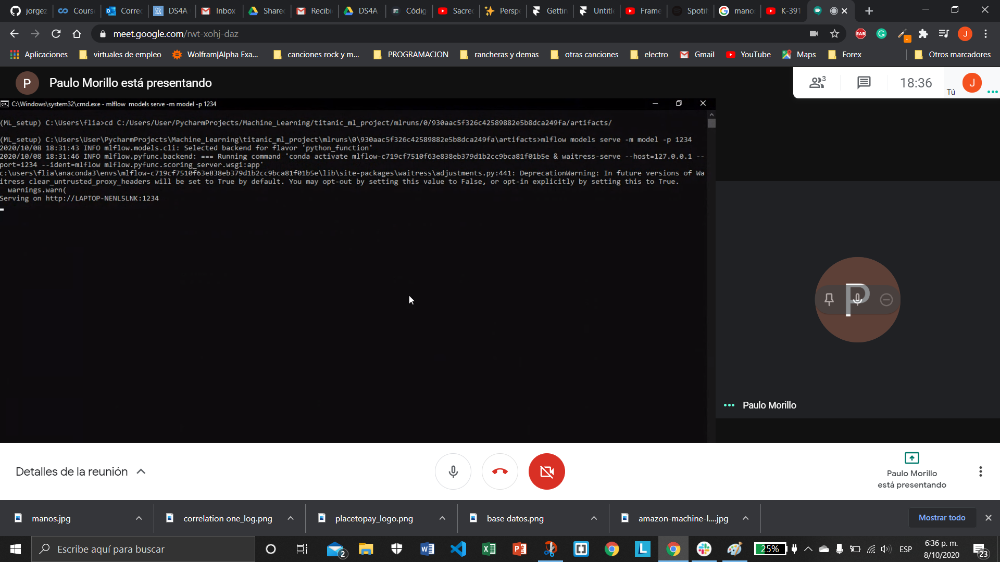 jorgez
Cours
Correc
DS4A
Inbox
Share
Recibi
DS4A
Códig
Sacrec
Persp
Gettin
Untitl
Frame
Spotif
mano
K-391
meet.google.com/rwt-xohj-daz
EAB
J
Aplicaciones
virtuales de empleo
Wolfram|Alpha Exa...
canciones rock y m...
PROGRAMACION
rancheras y demas
otras canciones
electro
Gmail
YouTube
Maps
Forex
Otros marcadores
P
Paulo Morillo está presentando
3
18:36
Tú
J
C:\Windows\system32\cmd.exe - mlflow  models serve -m model -p 1234
(ML_setup) C:\Users\flia>cd C:/Users/User/PycharmProjects/Machine_Learning/titanic_ml_project/mlruns/0/930aac5f326c42589882e5b8dca249fa/artifacts/
(ML_setup) C:\Users\User\PycharmProjects\Machine_Learning\titanic_ml_project\mlruns\0\930aac5f326c42589882e5b8dca249fa\artifacts>mlflow models serve -m model -p 1234
2020/10/08 18:31:43 INFO mlflow.models.cli: Selected backend for flavor 'python_function'
2020/10/08 18:31:46 INFO mlflow.pyfunc.backend: === Running command 'conda activate mlflow-c719cf7510f63e838eb379d1b2cc9bca81f01b5e & waitress-serve --host=127.0.0.1 --
port=1234 --ident=mlflow mlflow.pyfunc.scoring_server.wsgi:app'
c:\users\flia\anaconda3\envs\mlflow-c719cf7510f63e838eb379d1b2cc9bca81f01b5e\lib\site-packages\waitress\adjustments.py:441: DeprecationWarning: In future versions of Wa
itress clear_untrusted_proxy_headers will be set to True by default. You may opt-out by setting this value to False, or opt-in explicitly by setting this to True.
  warnings.warn(
Serving on http://LAPTOP-NENL5LNK:1234
P
Paulo Morillo
Detalles de la reunión
Paulo Morillo
está presentando
manos.jpg
correlation one_log.png
placetopay_logo.png
base datos.png
amazon-machine-l....jpg
Mostrar todo
Escribe aquí para buscar
2
25%
ESP
6:36 p. m.
8/10/2020
23